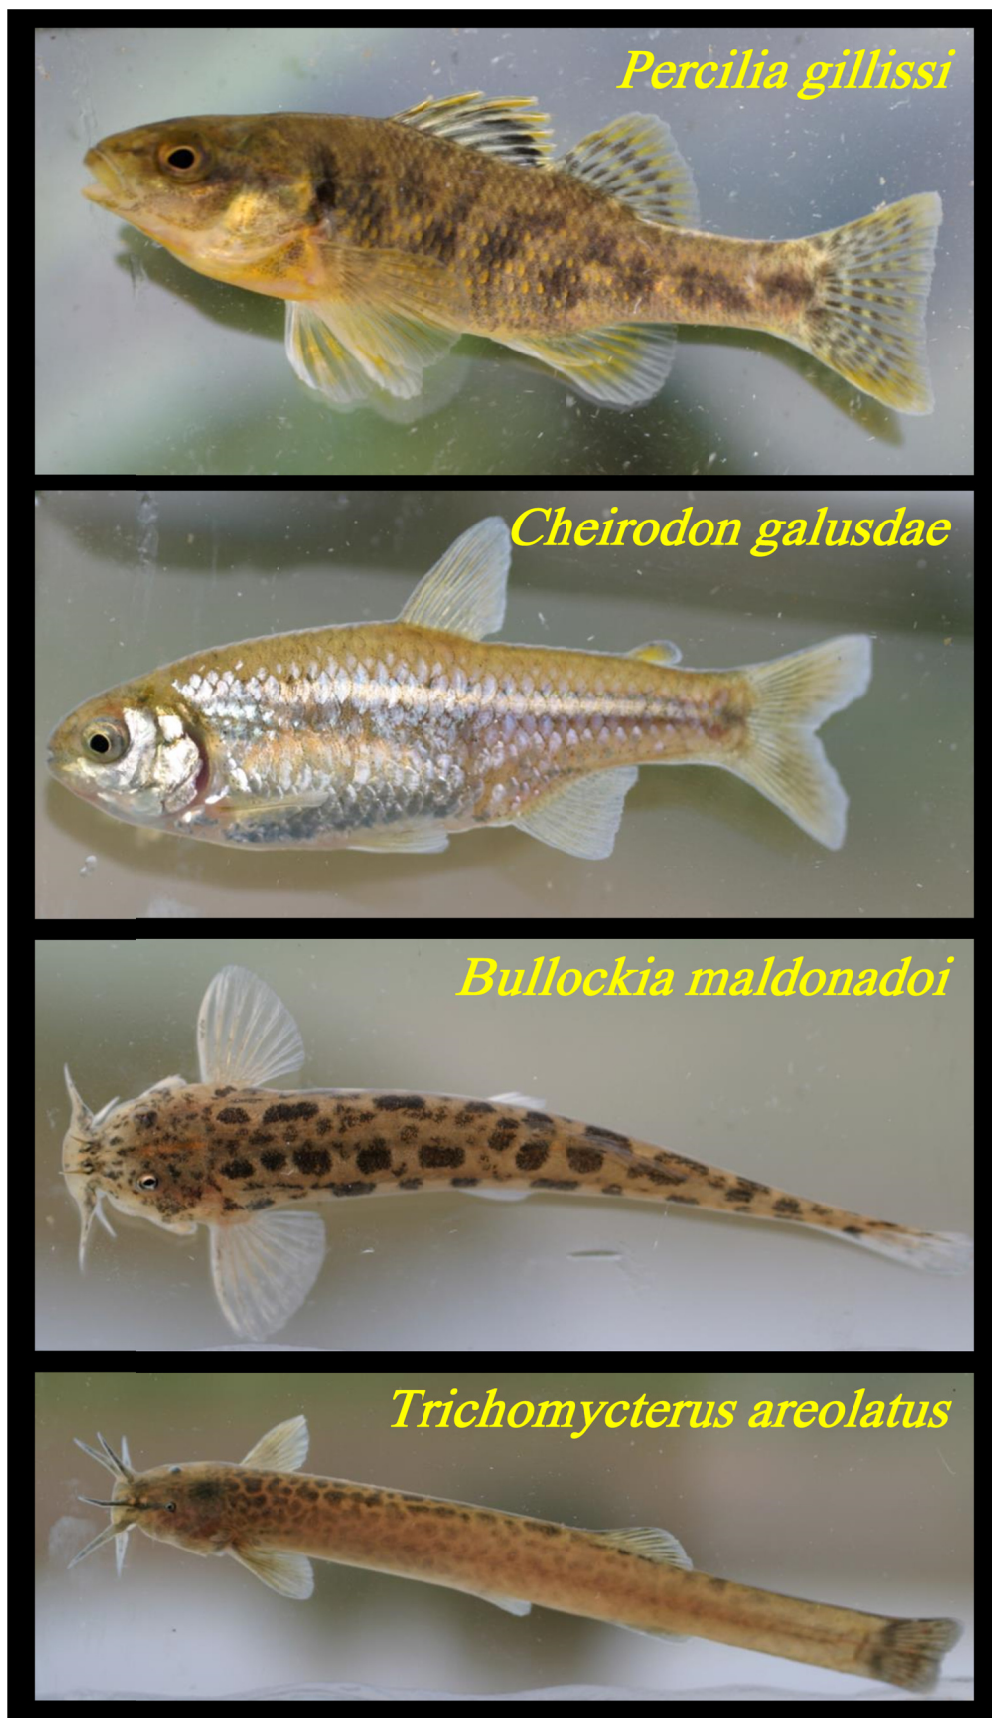 Percilia gillissi
Cheirodon galusdae
Bullockia maldonadoi
Trichomycterus areolatus